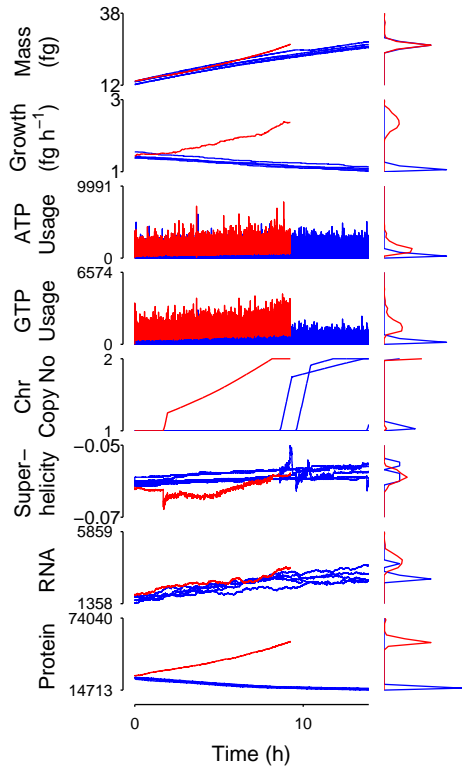 38
Mass
(fg)
12
3
Growth
(fg h⁻¹)
1
9991
ATP
Usage
0
6574
GTP
Usage
0
2
Chr
Copy No
1
−0.05
Super−
helicity
−0.07
5859
RNA
1358
74040
Protein
14713
0 10
Time (h)